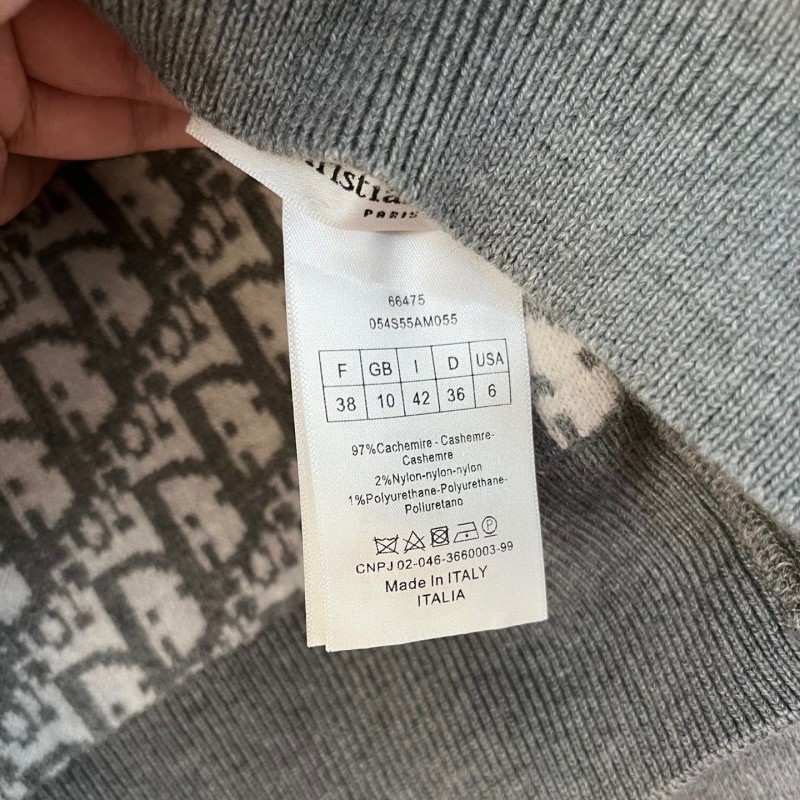 PARIS
66475
054S55AM055
F GB I D USA
38 10 42 36 6
97%Cachemire - Cashemre-
Cashemre
2%Nylon-nylon-nylon
1%Polyurethane-Polyuretane-
Poliuretano
P
CNPJ 02-046-3660003-99
Made In ITALY
ITALIA